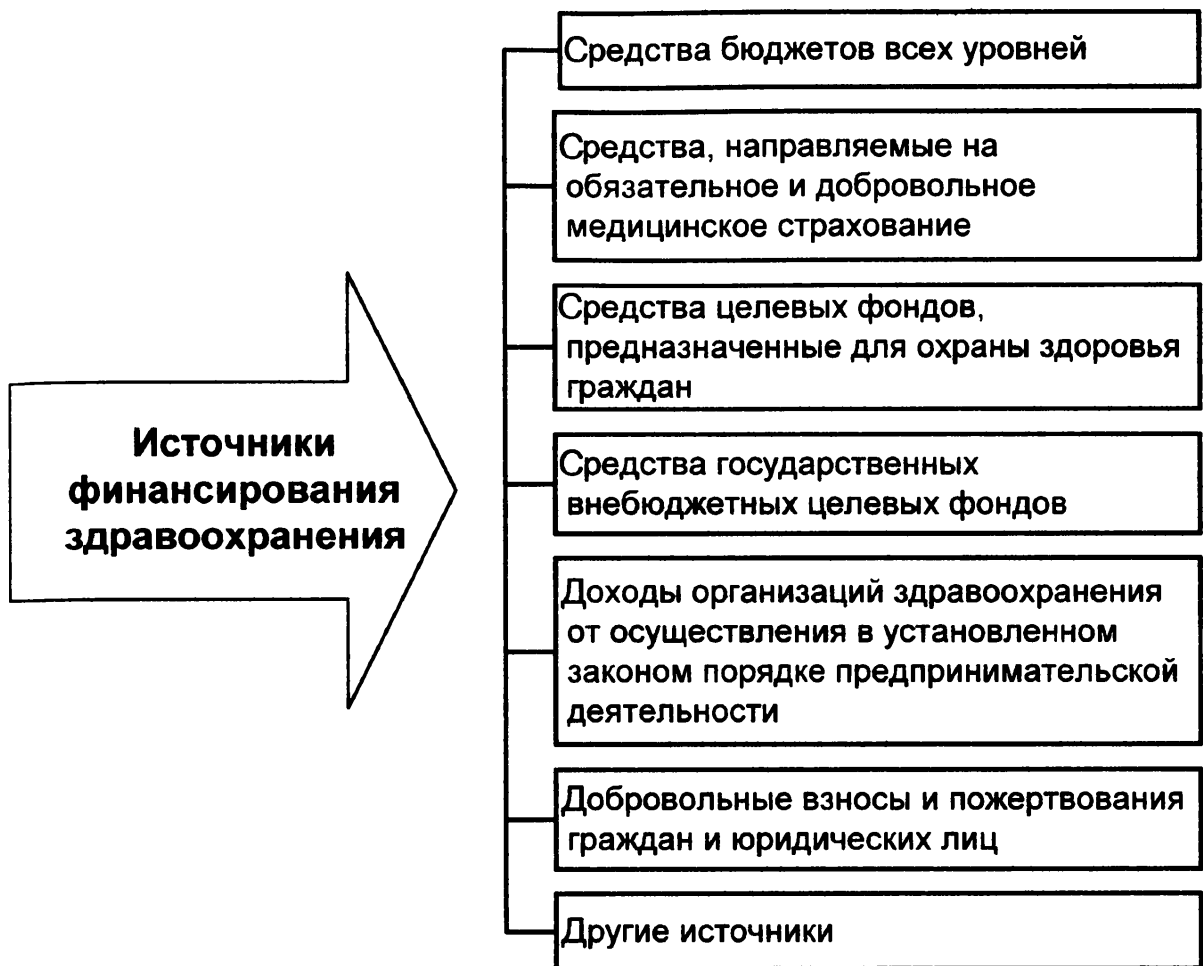 Источники
финансирования
здравоохранения
Средства бюджетов всех уровней
Средства, направляемые на
обязательное и добровольное
медицинское страхование
Средства целевых фондов,
предназначенные для охраны здоровья
граждан
Средства государственных
внебюджетных целевых фондов
Доходы организаций здравоохранения
от осуществления в установленном
законом порядке предпринимательской
деятельности
Добровольные взносы и пожертвования
граждан и юридических лиц
Другие источники